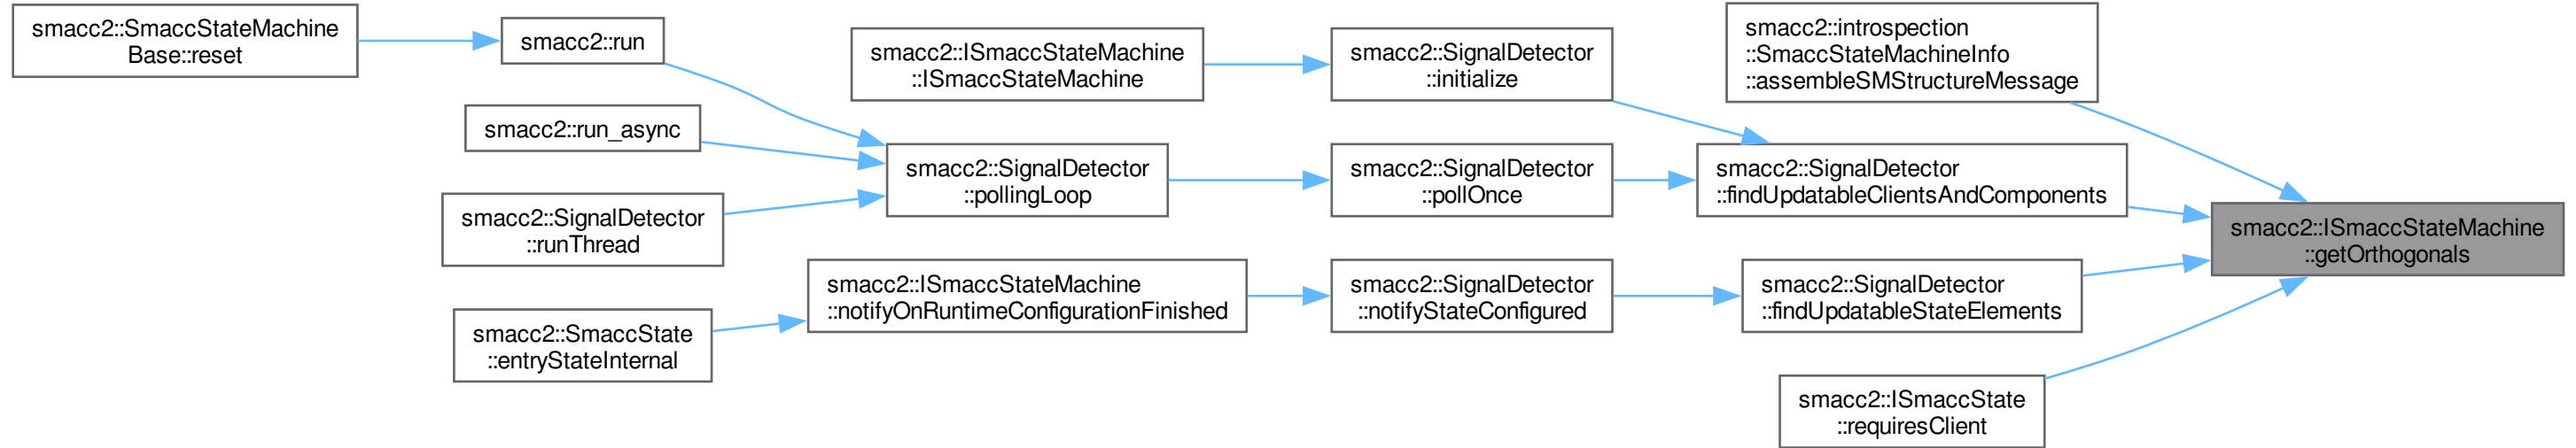 smacc2::SmaccStateMachine
Base::reset
smacc2::run
smacc2::run_async
smacc2::SignalDetector
::runThread
smacc2::SmaccState
::entryStateInternal
smacc2::ISmaccStateMachine
::ISmaccStateMachine
smacc2::SignalDetector
::pollingLoop
smacc2::ISmaccStateMachine
::notifyOnRuntimeConfigurationFinished
smacc2::SignalDetector
::initialize
smacc2::SignalDetector
::pollOnce
smacc2::SignalDetector
::notifyStateConfigured
smacc2::introspection
::SmaccStateMachineInfo
::assembleSMStructureMessage
smacc2::SignalDetector
::findUpdatableClientsAndComponents
smacc2::SignalDetector
::findUpdatableStateElements
smacc2::ISmaccState
::requiresClient
smacc2::ISmaccStateMachine
::getOrthogonals